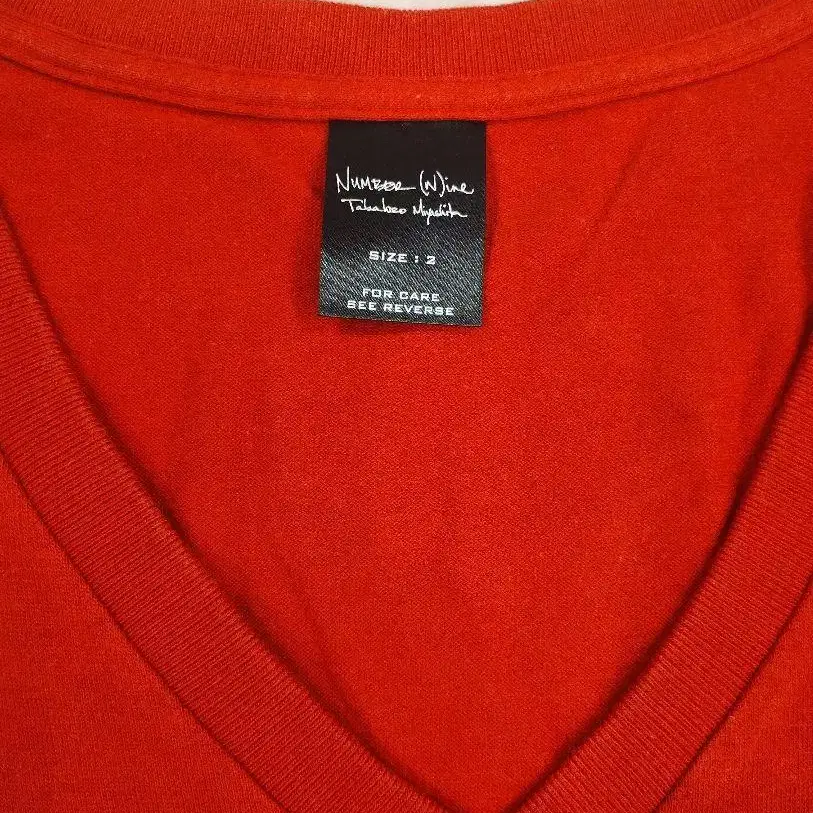 NUMBER (N)ine
Takahiro Miyashita
SIZE : 2
FOR CARE
SEE REVERSE